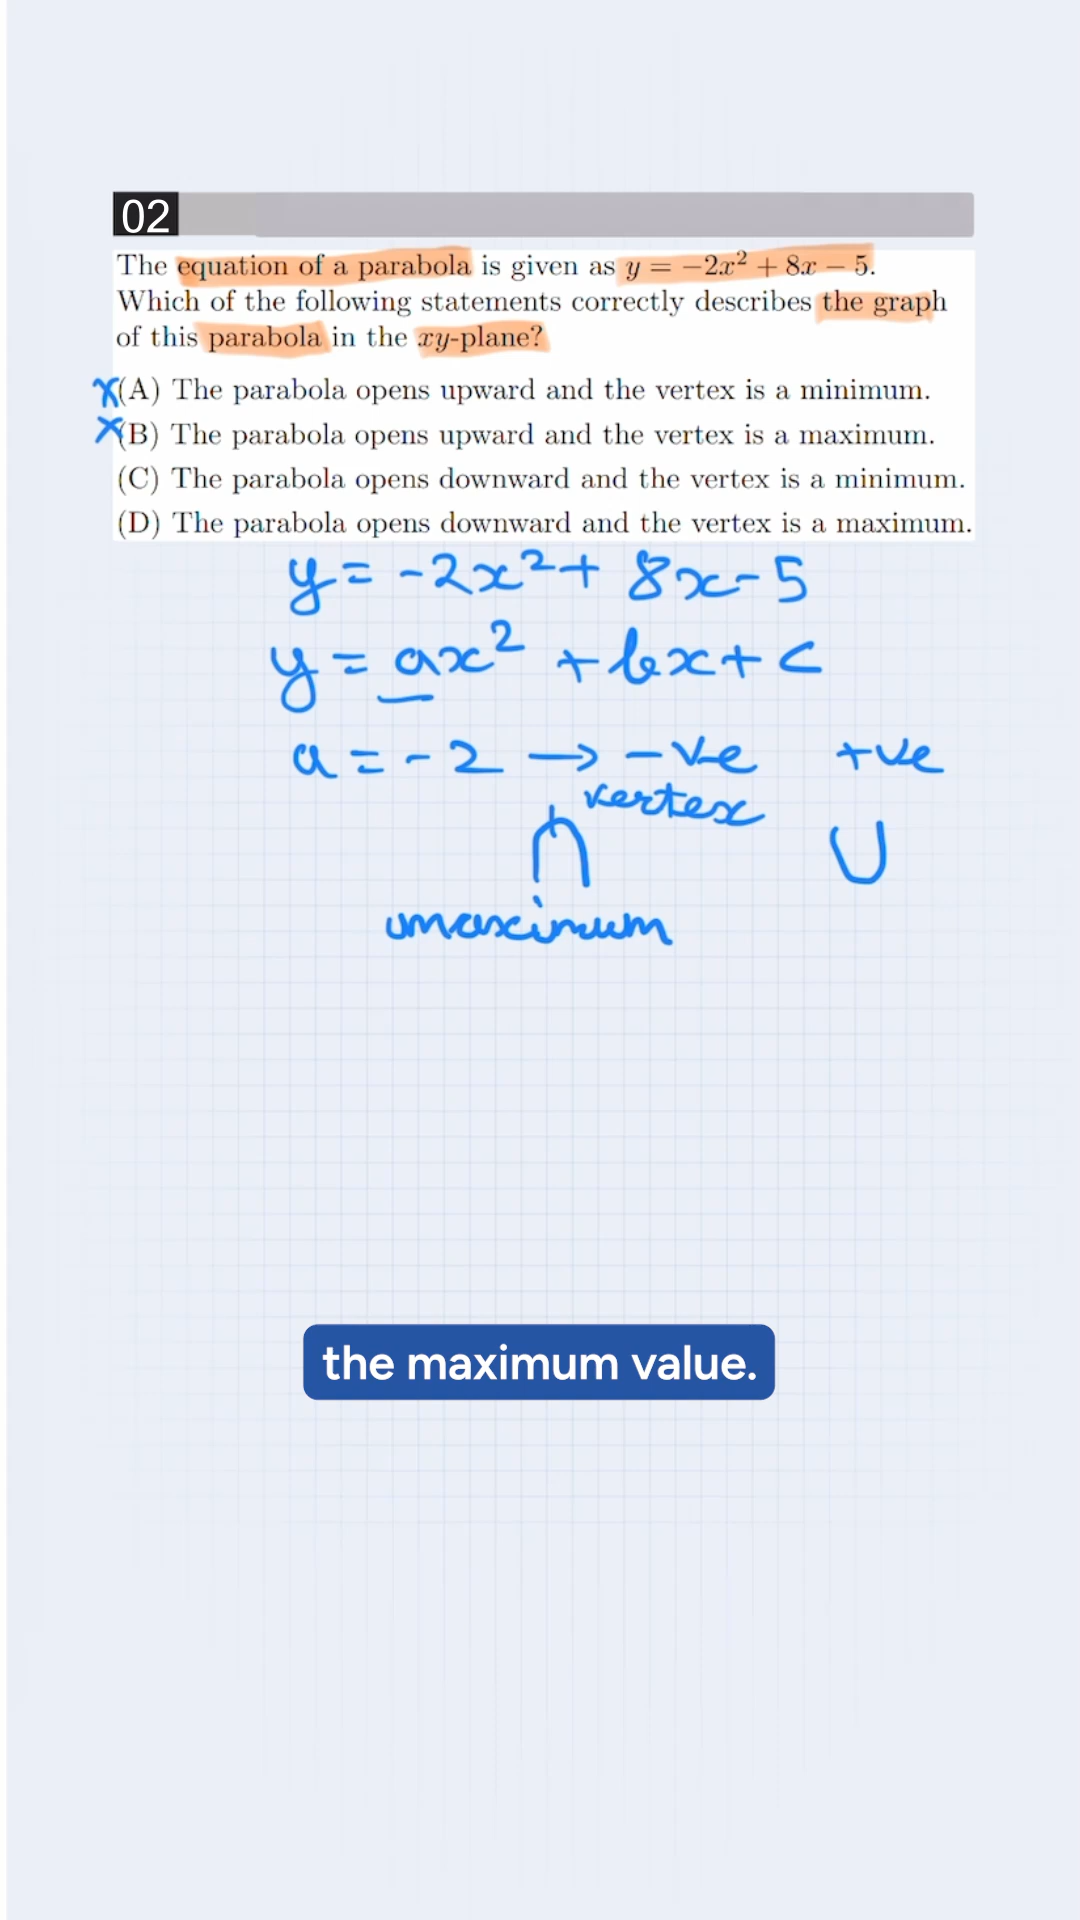 02
The equation of a parabola is given as y = −2x² + 8x − 5.
Which of the following statements correctly describes the graph
of this parabola in the xy-plane?
x(A) The parabola opens upward and the vertex is a minimum.
x(B) The parabola opens upward and the vertex is a maximum.
(C) The parabola opens downward and the vertex is a minimum.
(D) The parabola opens downward and the vertex is a maximum.
y = -2x² + 8x - 5
y = ax² + bx + c
a = -2 → -ve +ve
vertex
maximum
the maximum value.